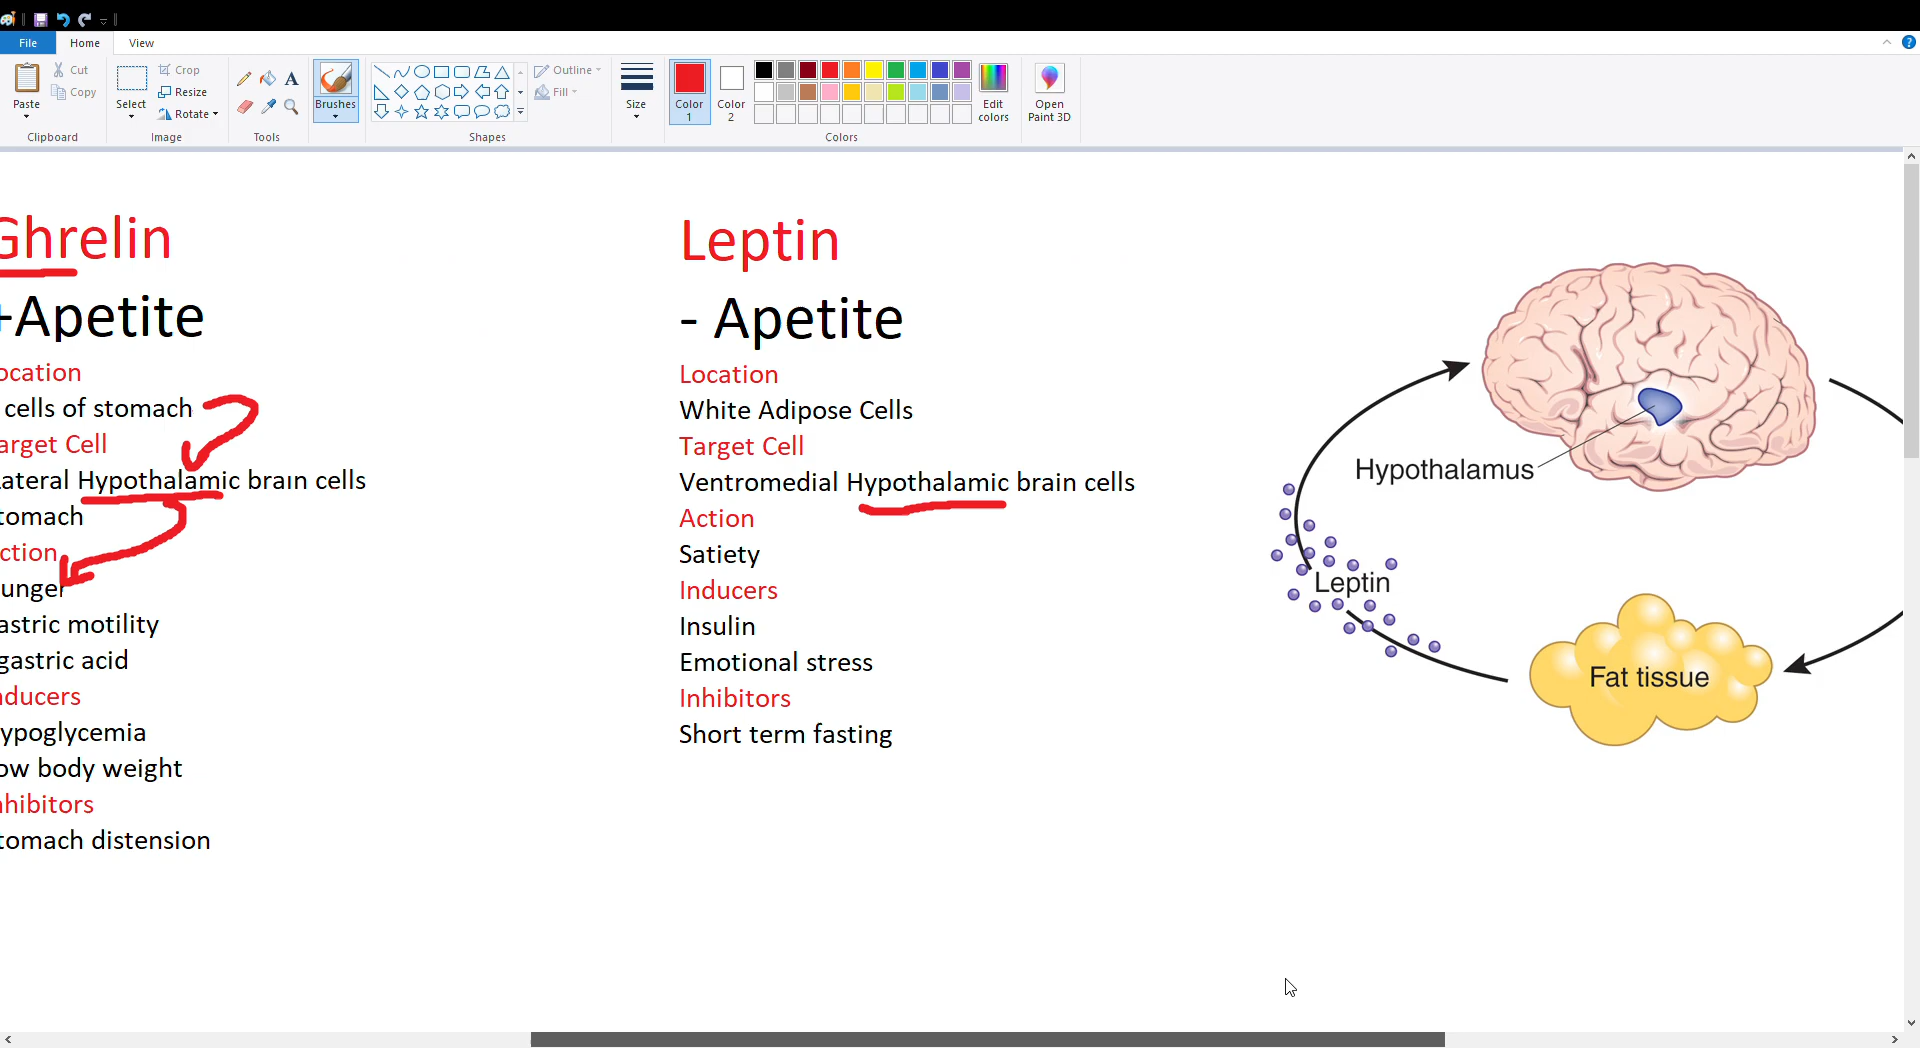 File Home View
Paste
Cut
Copy
Clipboard
Select
Crop
Resize
Rotate
Image
A
Tools
Brushes
Shapes
Outline
Fill
Size
Color
1
Color
2
Edit
colors
Colors
Open
Paint 3D
Ghrelin
+Apetite
ocation
cells of stomach
arget Cell
ateral Hypothalamic brain cells
tomach
ction
unger
astric motility
gastric acid
nducers
ypoglycemia
ow body weight
nhibitors
tomach distension
Leptin
- Apetite
Location
White Adipose Cells
Target Cell
Ventromedial Hypothalamic brain cells
Action
Satiety
Inducers
Insulin
Emotional stress
Inhibitors
Short term fasting
Hypothalamus
Leptin
Fat tissue